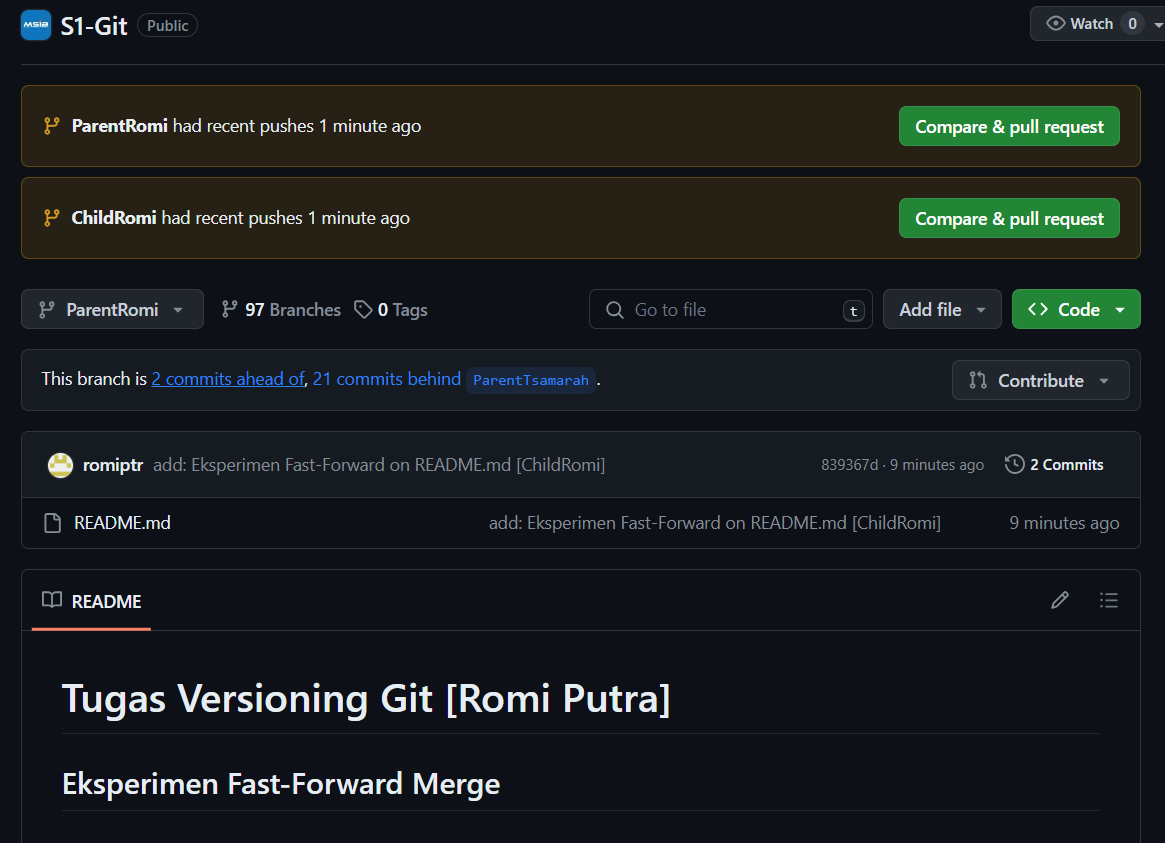 MSIB S1-Git Public Watch 0
ParentRomi had recent pushes 1 minute ago Compare & pull request
ChildRomi had recent pushes 1 minute ago Compare & pull request
ParentRomi 97 Branches 0 Tags Go to file t Add file Code
This branch is 2 commits ahead of, 21 commits behind ParentTsamarah . Contribute
romiptr add: Eksperimen Fast-Forward on README.md [ChildRomi] 839367d · 9 minutes ago 2 Commits
README.md add: Eksperimen Fast-Forward on README.md [ChildRomi] 9 minutes ago
README
Tugas Versioning Git [Romi Putra]
Eksperimen Fast-Forward Merge